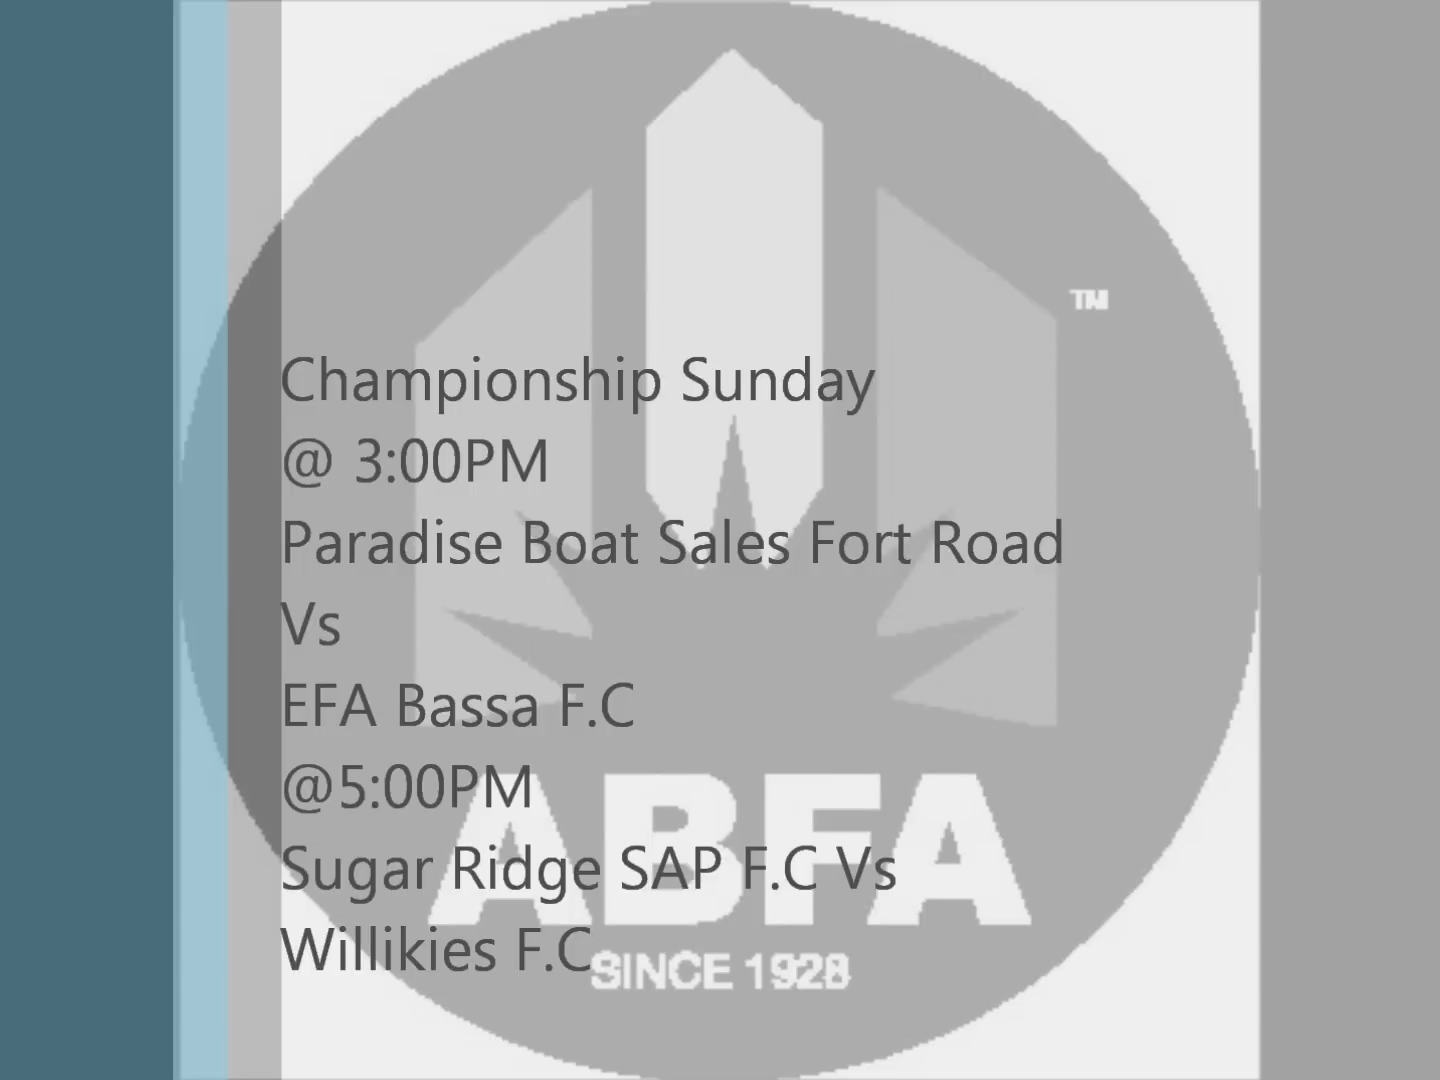 TM
Championship Sunday
@ 3:00PM
Paradise Boat Sales Fort Road
Vs
EFA Bassa F.C
@5:00PM
Sugar Ridge SAP F.C Vs
Willikies F.C
ABFA
SINCE 1928